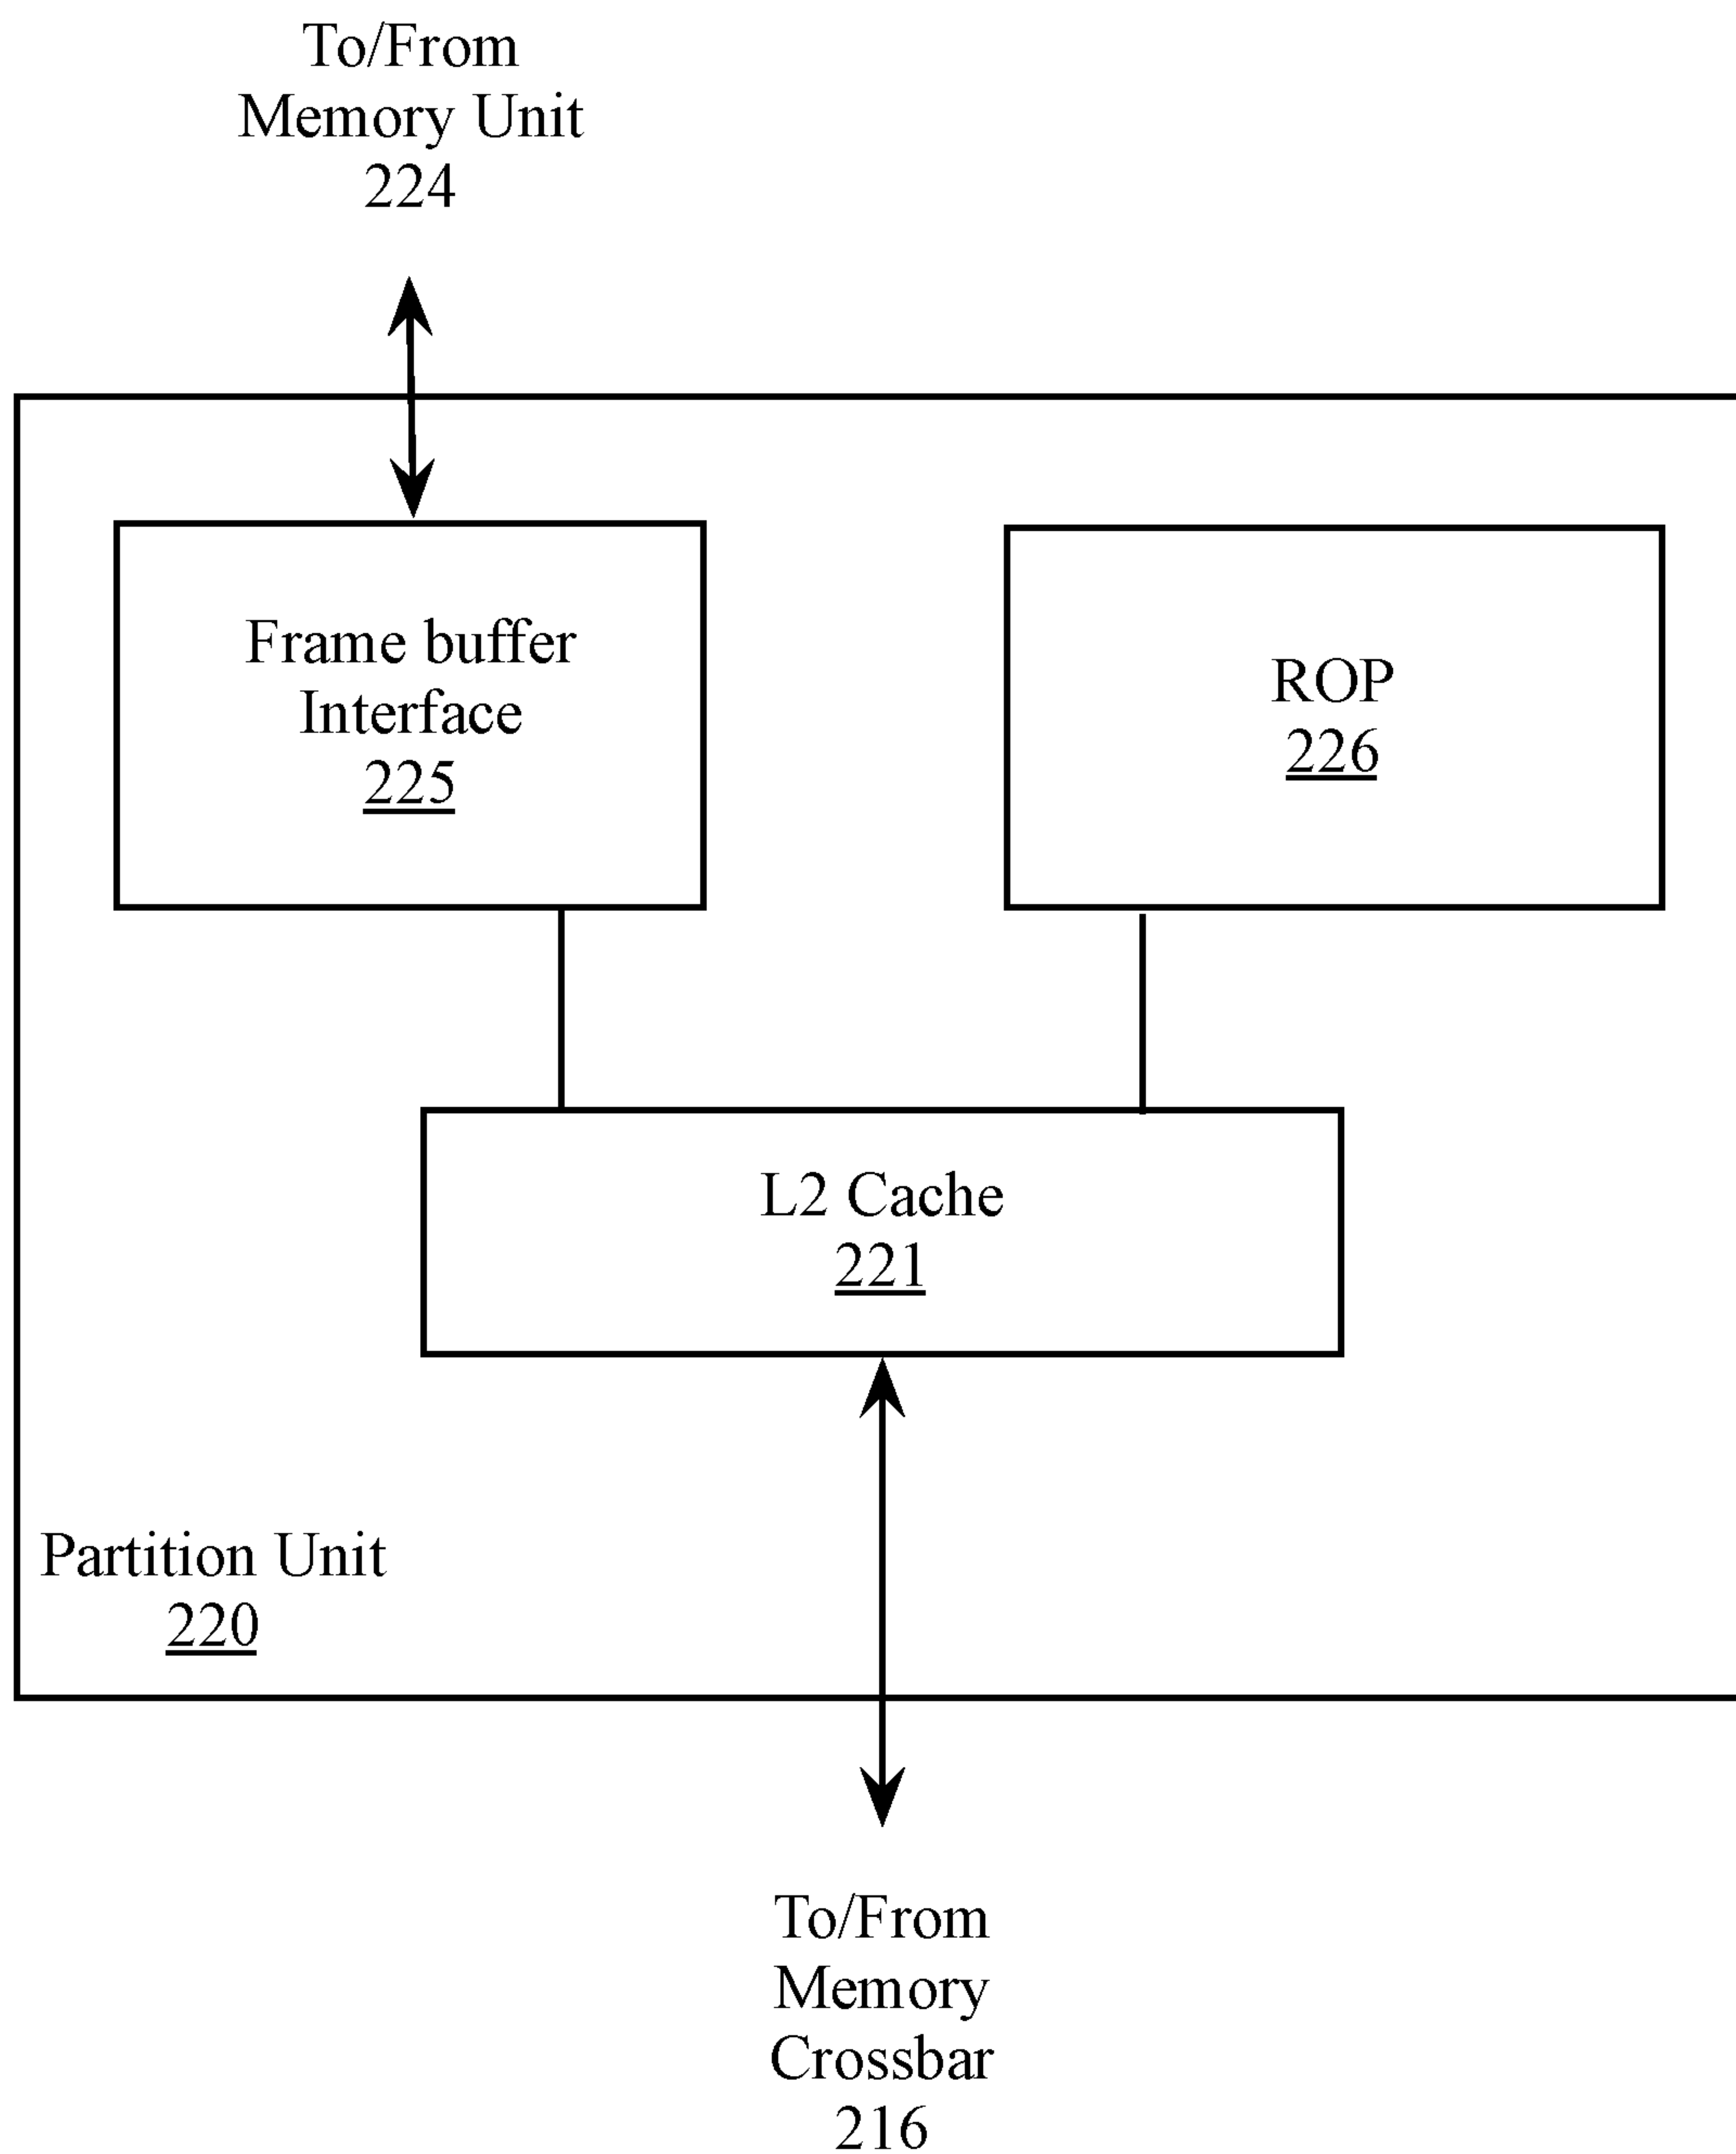 To/From
Memory Unit
224
Frame buffer
Interface
225
ROP
226
L2 Cache
221
Partition Unit
220
To/From
Memory
Crossbar
216